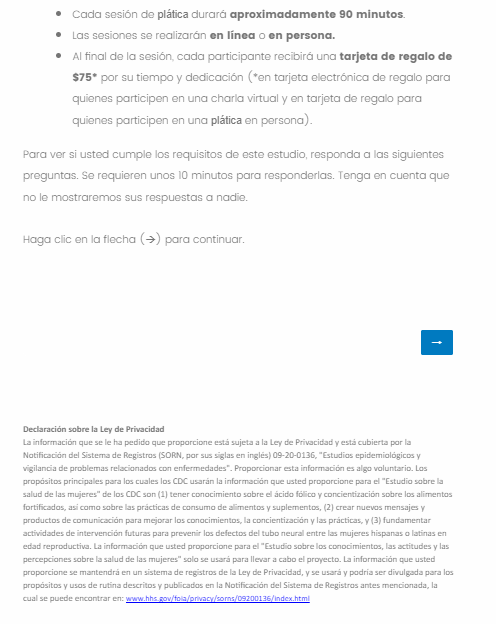 • Cada sesión de plática durará aproximadamente 90 minutos.
• Las sesiones se realizarán en línea o en persona.
• Al final de la sesión, cada participante recibirá una tarjeta de regalo de
$75* por su tiempo y dedicación (*en tarjeta electrónica de regalo para
quienes participen en una charla virtual y en tarjeta de regalo para
quienes participen en una plática en persona).
Para ver si usted cumple los requisitos de este estudio, responda a las siguientes
preguntas. Se requieren unos 10 minutos para responderlas. Tenga en cuenta que
no le mostraremos sus respuestas a nadie.
Haga clic en la flecha (→) para continuar.
→
Declaración sobre la Ley de Privacidad
La información que se le ha pedido que proporcione está sujeta a la Ley de Privacidad y está cubierta por la
Notificación del Sistema de Registros (SORN, por sus siglas en inglés) 09-20-0136, "Estudios epidemiológicos y
vigilancia de problemas relacionados con enfermedades". Proporcionar esta información es algo voluntario. Los
propósitos principales para los cuales los CDC usarán la información que usted proporcione para el "Estudio sobre la
salud de las mujeres" de los CDC son (1) tener conocimiento sobre el ácido fólico y concientización sobre los alimentos
fortificados, así como sobre las prácticas de consumo de alimentos y suplementos, (2) crear nuevos mensajes y
productos de comunicación para mejorar los conocimientos, la concientización y las prácticas, y (3) fundamentar
actividades de intervención futuras para prevenir los defectos del tubo neural entre las mujeres hispanas o latinas en
edad reproductiva. La información que usted proporcione para el "Estudio sobre los conocimientos, las actitudes y las
percepciones sobre la salud de las mujeres" solo se usará para llevar a cabo el proyecto. La información que usted
proporcione se mantendrá en un sistema de registros de la Ley de Privacidad, y se usará y podría ser divulgada para los
propósitos y usos de rutina descritos y publicados en la Notificación del Sistema de Registros antes mencionada, la
cual se puede encontrar en: www.hhs.gov/foia/privacy/sorns/09200136/index.html